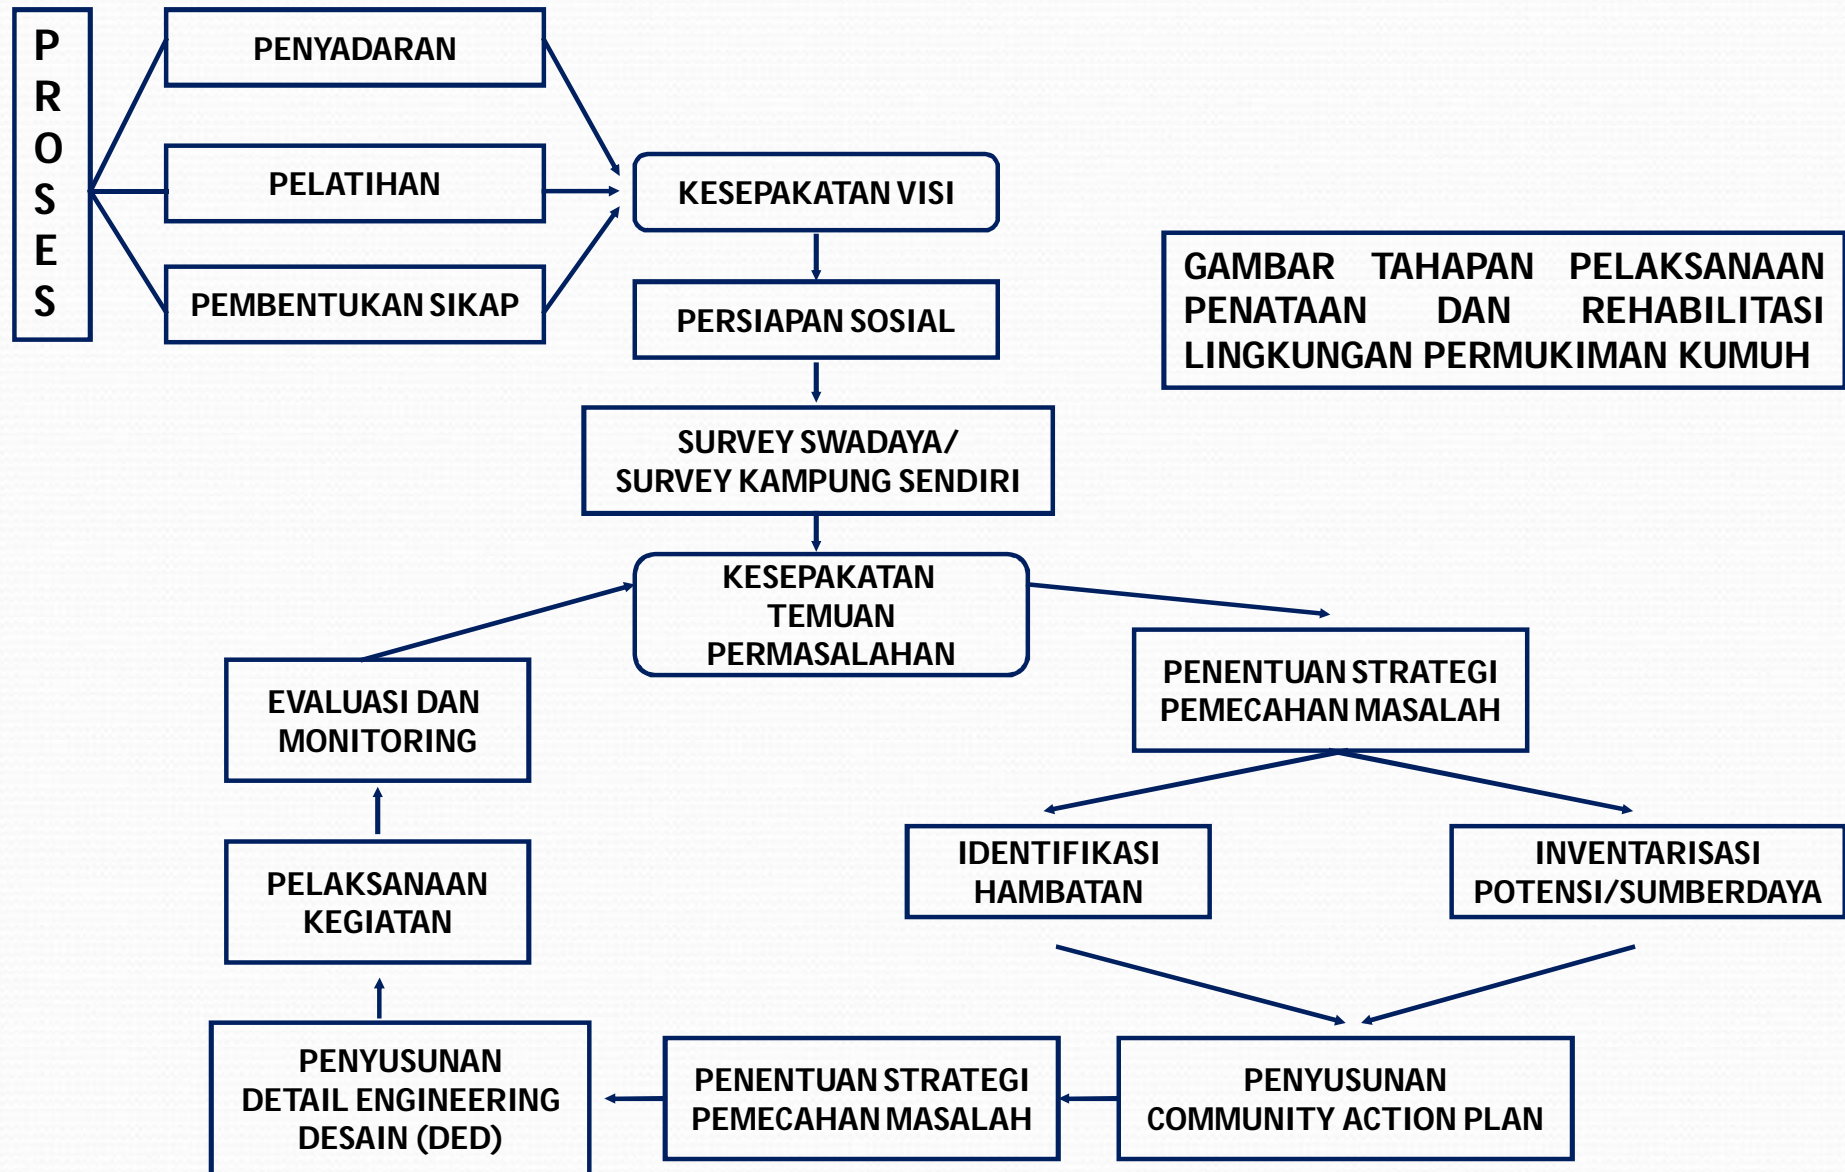 PROSES
PENYADARAN
PELATIHAN
PEMBENTUKAN SIKAP
KESEPAKATAN VISI
PERSIAPAN SOSIAL
GAMBAR TAHAPAN PELAKSANAAN
PENATAAN DAN REHABILITASI
LINGKUNGAN PERMUKIMAN KUMUH
SURVEY SWADAYA/
SURVEY KAMPUNG SENDIRI
KESEPAKATAN
TEMUAN
PERMASALAHAN
PENENTUAN STRATEGI
PEMECAHAN MASALAH
IDENTIFIKASI
HAMBATAN
INVENTARISASI
POTENSI/SUMBERDAYA
PENYUSUNAN
COMMUNITY ACTION PLAN
PENENTUAN STRATEGI
PEMECAHAN MASALAH
PENYUSUNAN
DETAIL ENGINEERING
DESAIN (DED)
PELAKSANAAN
KEGIATAN
EVALUASI DAN
MONITORING